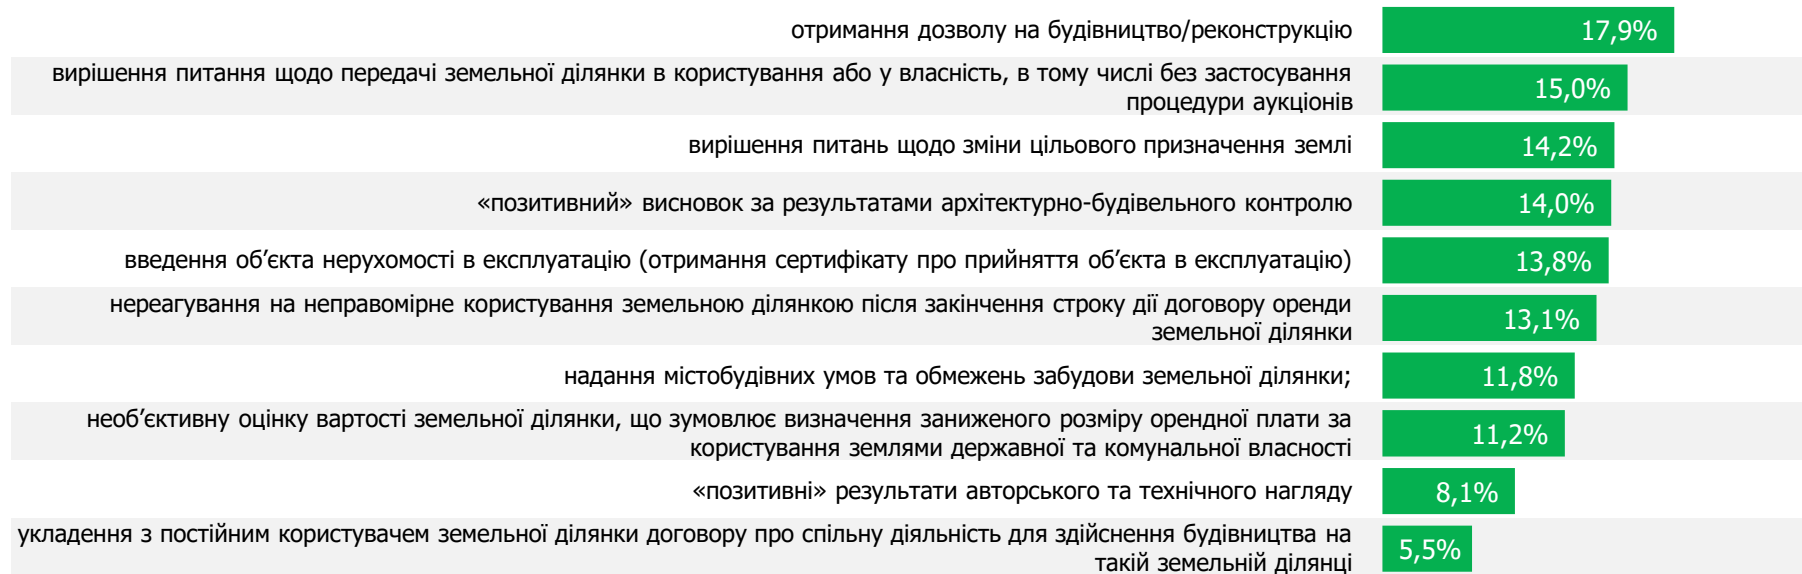 отримання дозволу на будівництво/реконструкцію 17,9%
вирішення питання щодо передачі земельної ділянки в користування або у власність, в тому числі без застосування
процедури аукціонів 15,0%
вирішення питань щодо зміни цільового призначення землі 14,2%
«позитивний» висновок за результатами архітектурно-будівельного контролю 14,0%
введення об’єкта нерухомості в експлуатацію (отримання сертифікату про прийняття об’єкта в експлуатацію) 13,8%
нереагування на неправомірне користування земельною ділянкою після закінчення строку дії договору оренди
земельної ділянки 13,1%
надання містобудівних умов та обмежень забудови земельної ділянки; 11,8%
необ’єктивну оцінку вартості земельної ділянки, що зумовлює визначення заниженого розміру орендної плати за
користування землями державної та комунальної власності 11,2%
«позитивні» результати авторського та технічного нагляду 8,1%
укладення з постійним користувачем земельної ділянки договору про спільну діяльність для здійснення будівництва на
такій земельній ділянці 5,5%